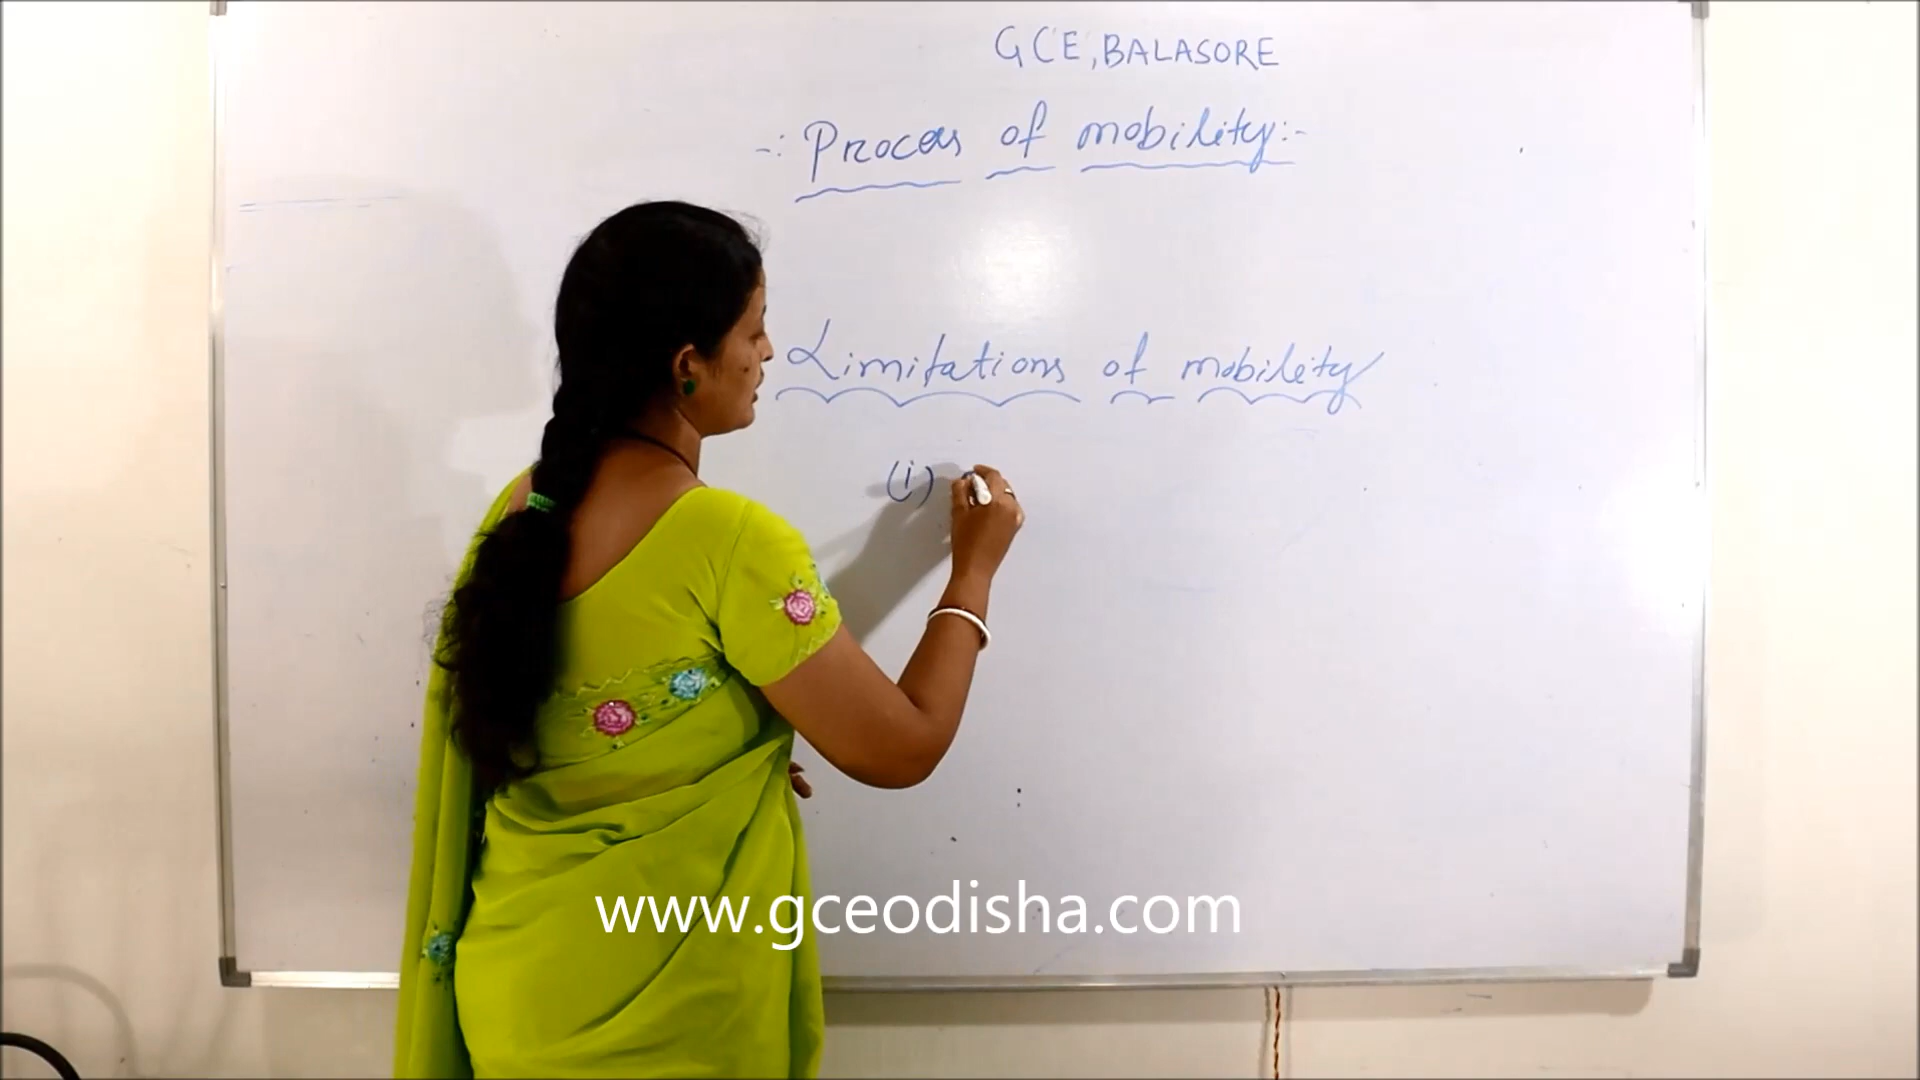 GCE, BALASORE
-: Process of mobility:-
Limitations of mobility
(i)
www.gceodisha.com